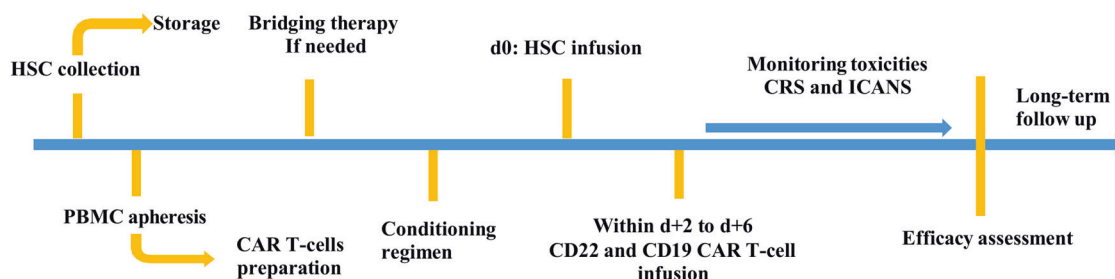 Storage
HSC collection
Bridging therapy
If needed
d0: HSC infusion
Monitoring toxicities
CRS and ICANS
Long-term
follow up
PBMC apheresis
CAR T-cells
preparation
Conditioning
regimen
Within d+2 to d+6
CD22 and CD19 CAR T-cell
infusion
Efficacy assessment